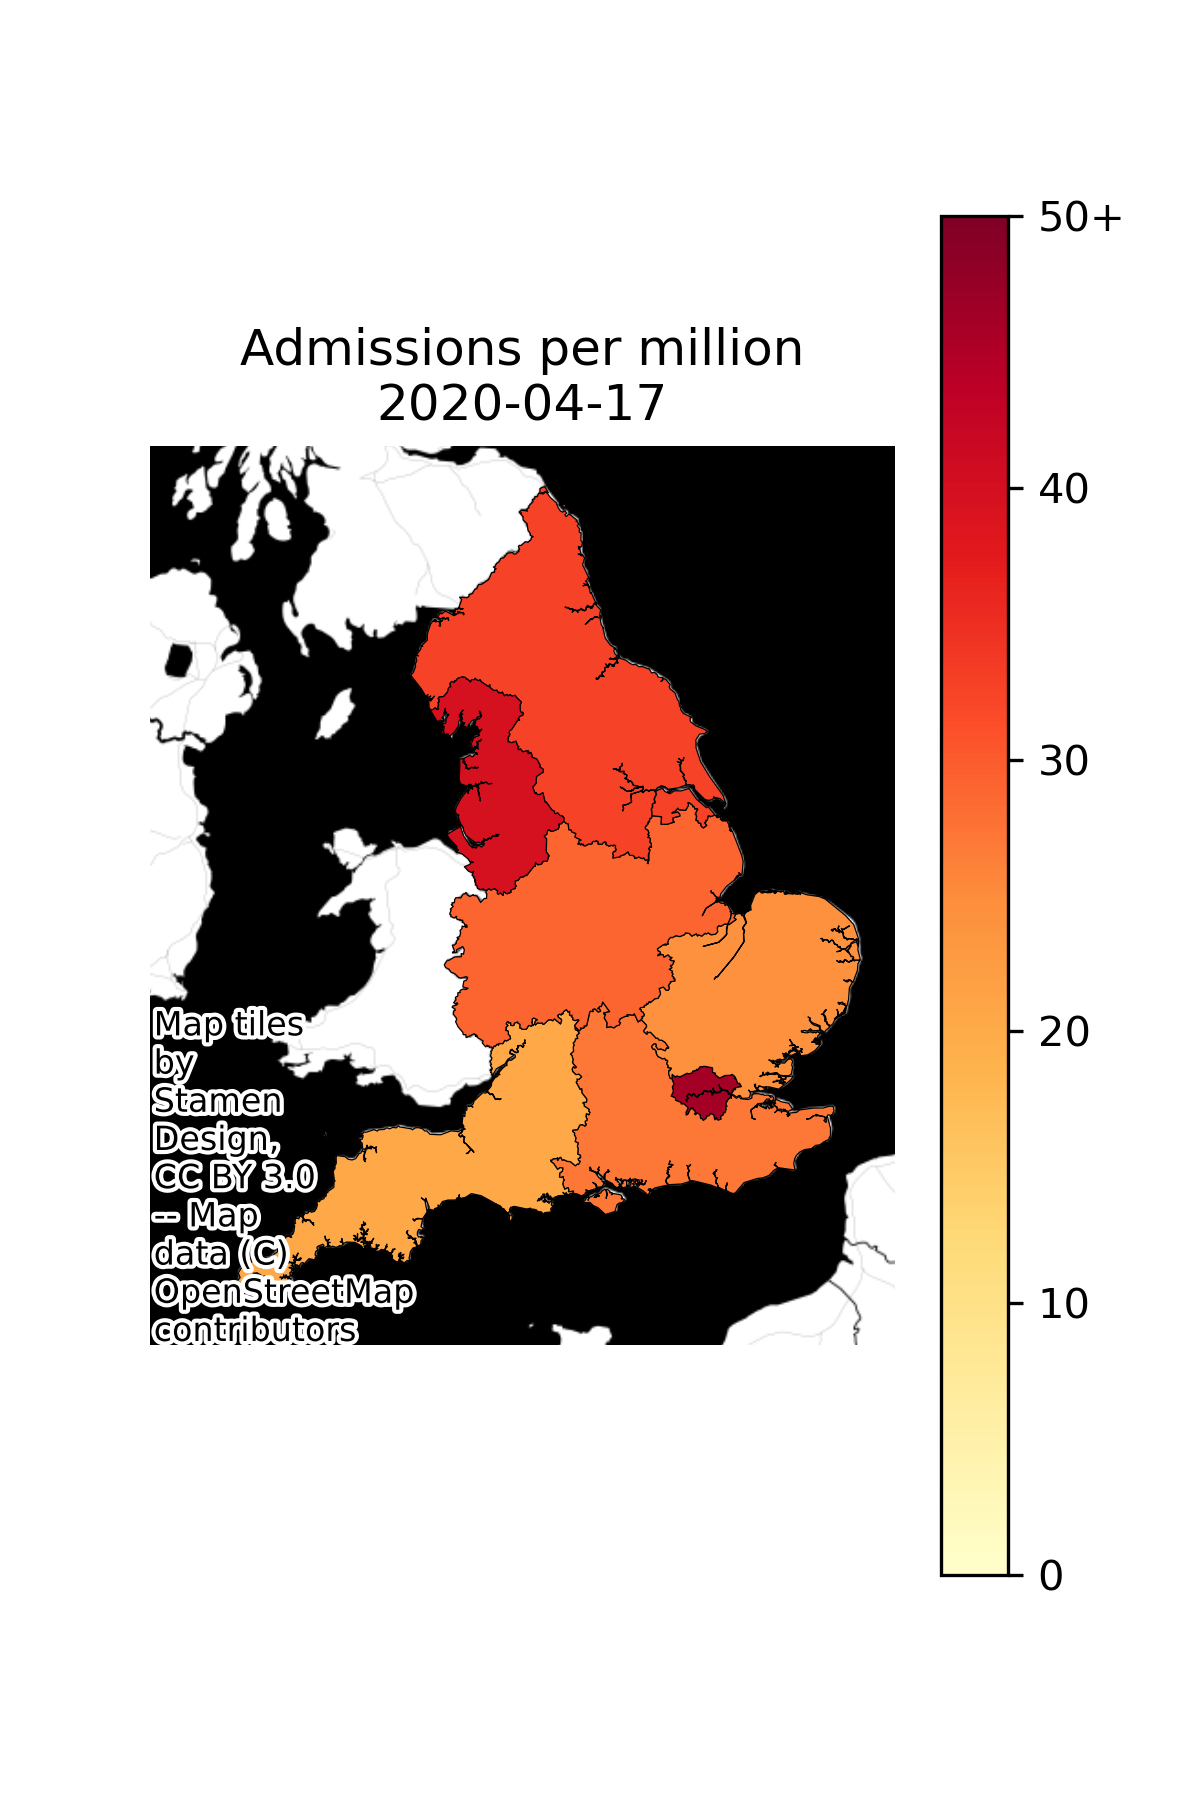 Admissions per million
2020-04-17
50+
40
30
20
10
0
Map tiles
by
Stamen
Design,
CC BY 3.0
-- Map
data (C)
OpenStreetMap
contributors